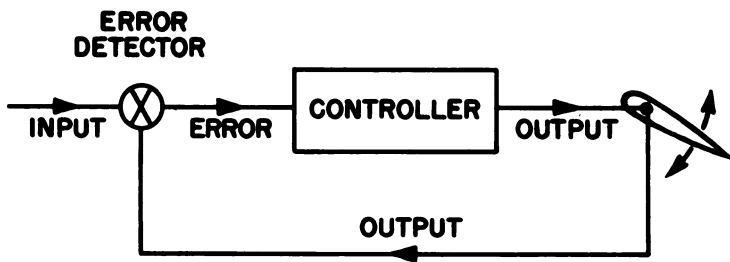 ERROR
DETECTOR
INPUT
ERROR
CONTROLLER
OUTPUT
OUTPUT